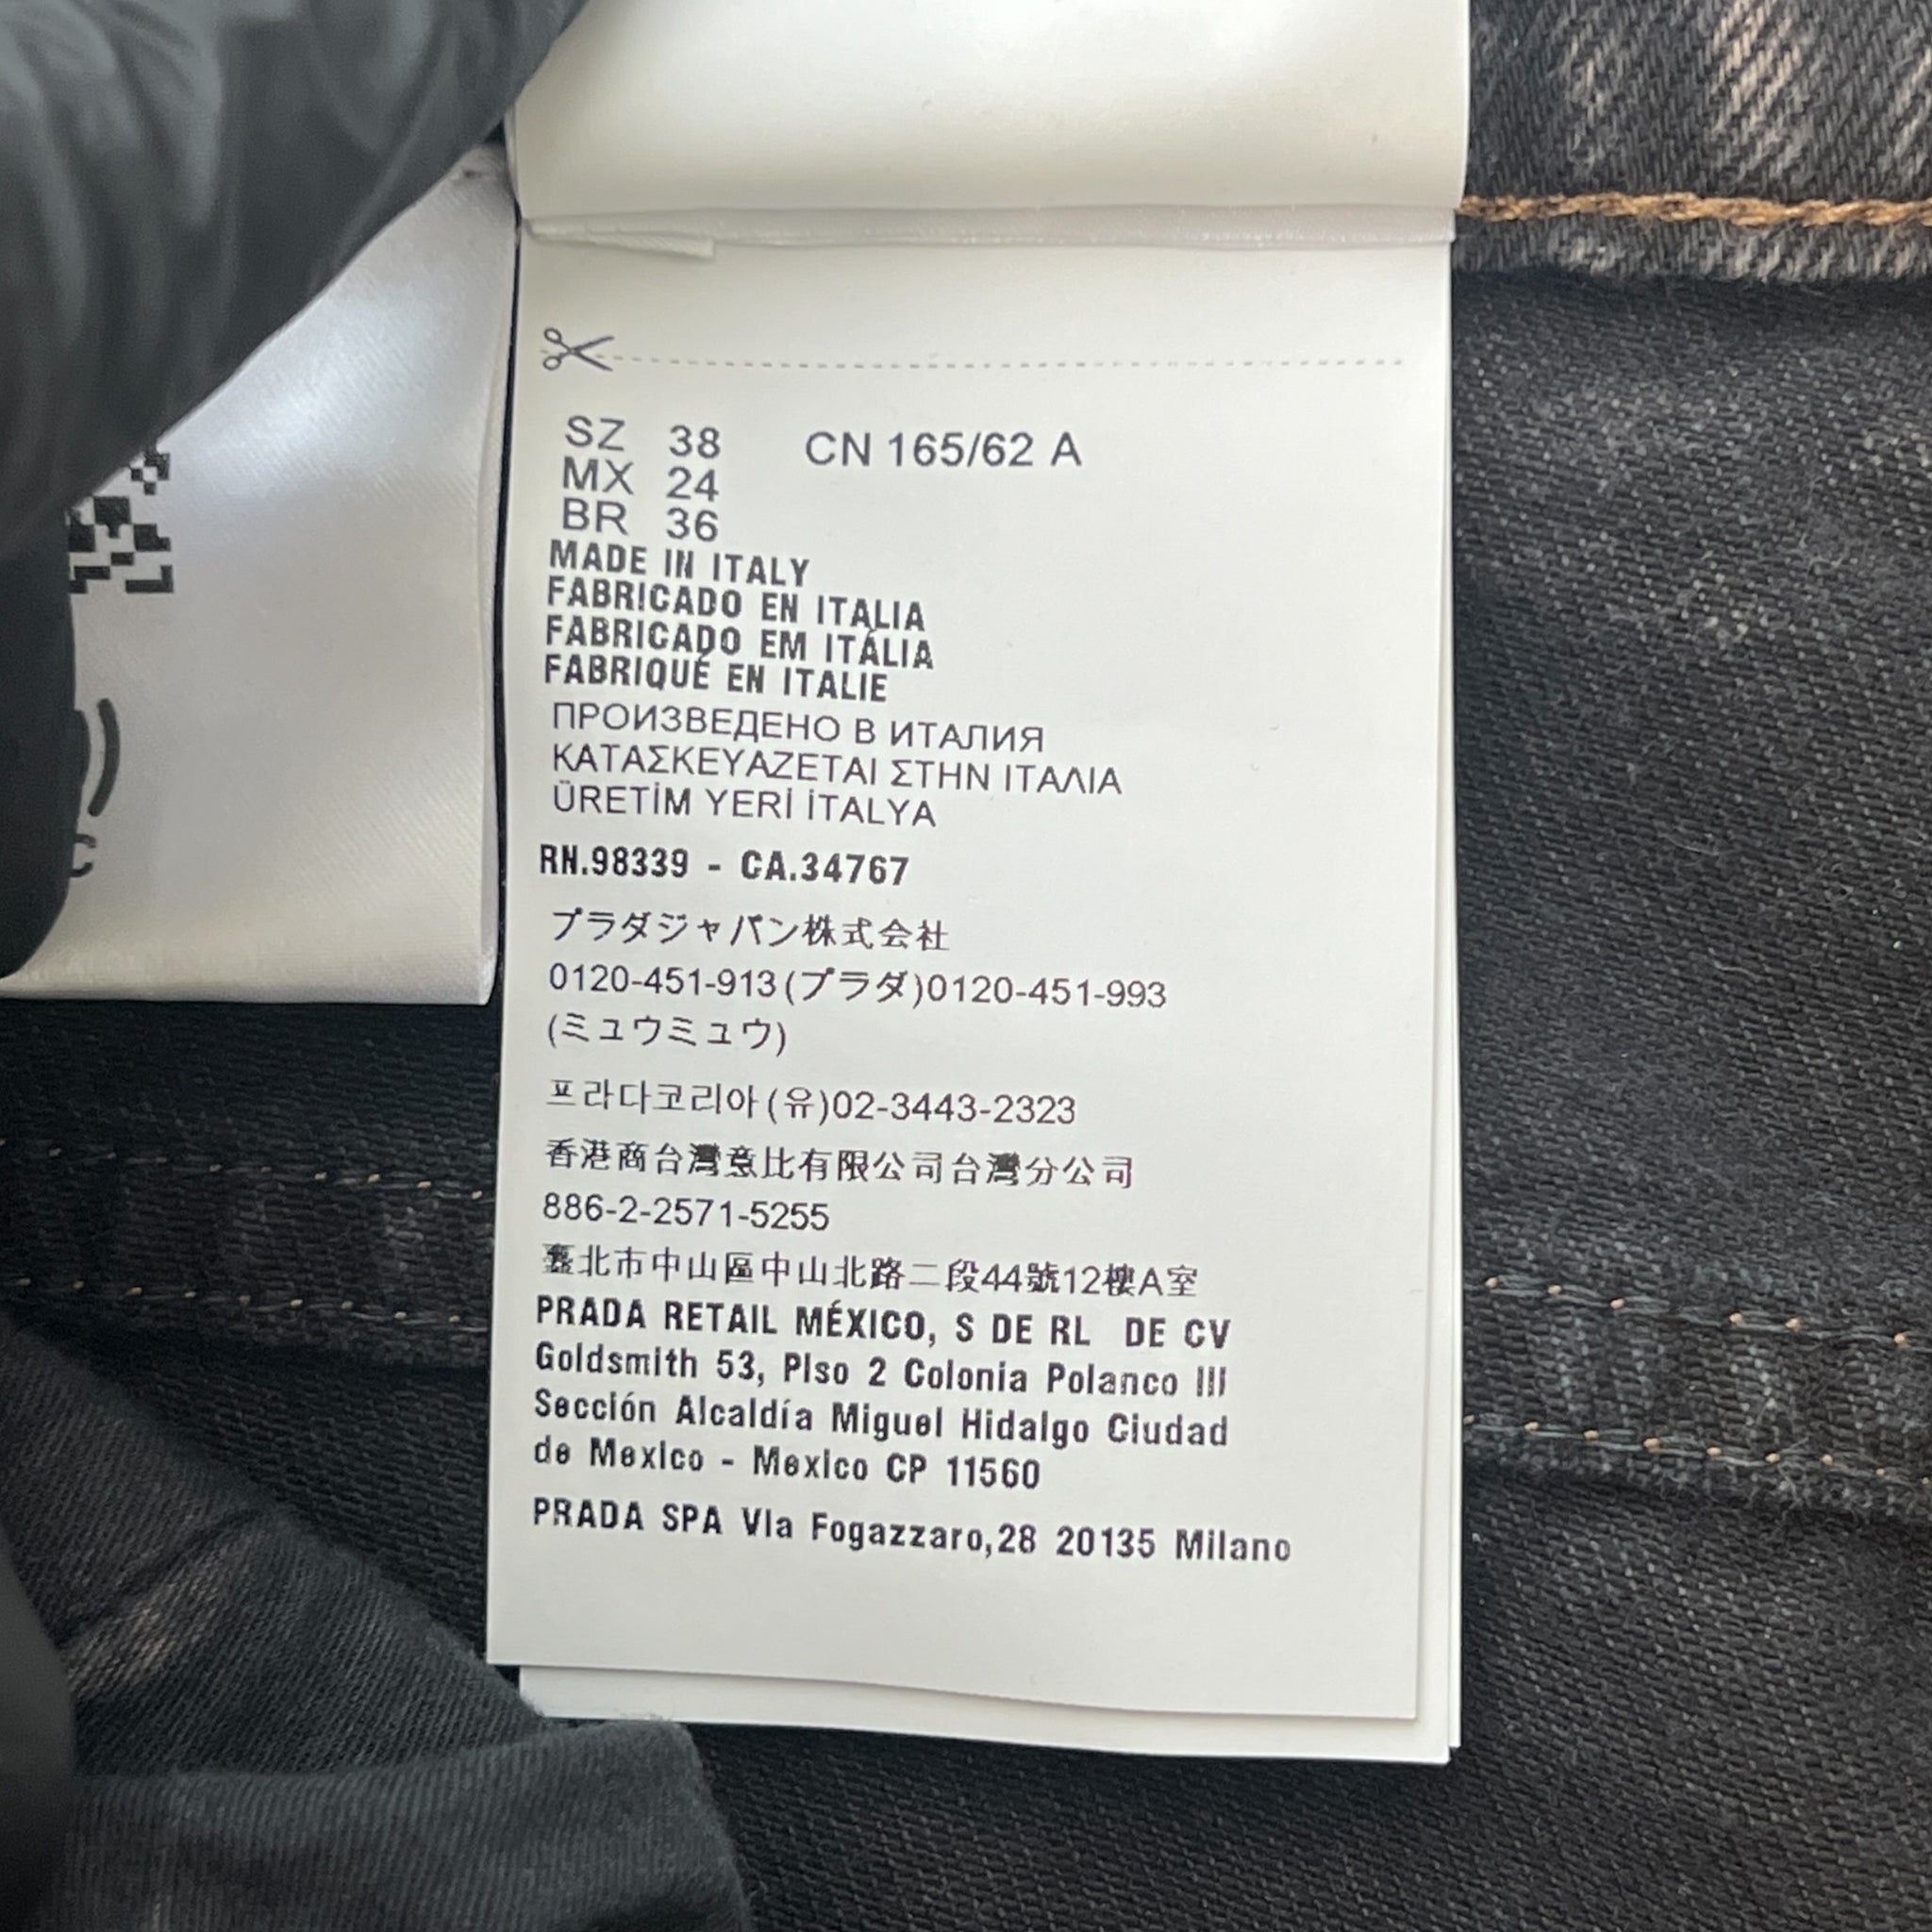 SZ 38 CN 165/62 A
MX 24
BR 36
MADE IN ITALY
FABRICADO EN ITALIA
FABRICADO EM ITÁLIA
FABRIQUÉ EN ITALIE
ПРОИЗВЕДЕНО В ИТАЛИЯ
ΚΑΤΑΣΚΕΥΑΖΕΤΑΙ ΣΤΗΝ ΙΤΑΛΙΑ
ÜRETİM YERİ İTALYA
RN.98339 - CA.34767
プラダジャパン株式会社
0120-451-913(プラダ)0120-451-993
(ミュウミュウ)
프라다코리아(유)02-3443-2323
香港商台灣意比有限公司台灣分公司
886-2-2571-5255
臺北市中山區中山北路二段44號12樓A室
PRADA RETAIL MÉXICO, S DE RL DE CV
Goldsmith 53, Piso 2 Colonia Polanco III
Sección Alcaldía Miguel Hidalgo Ciudad
de Mexico - Mexico CP 11560
PRADA SPA Via Fogazzaro,28 20135 Milano